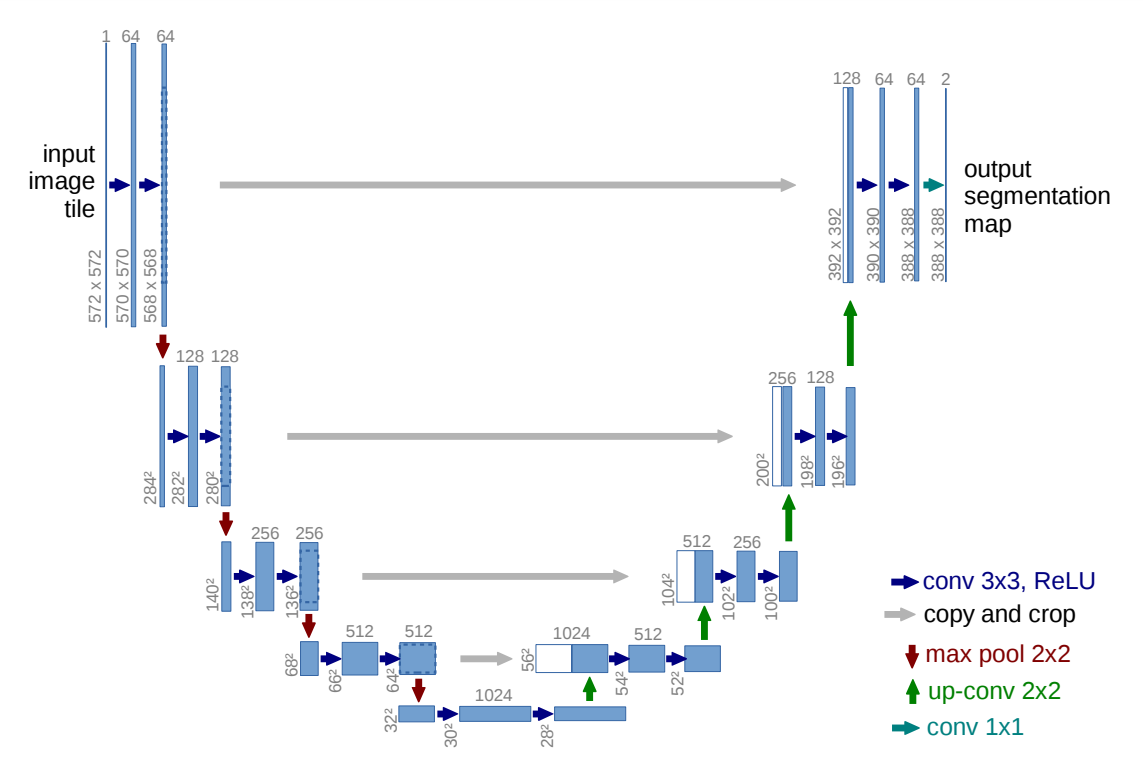 1 64 64
128 64 64 2
input
image
tile
output
segmentation
map
572 x 572
570 x 570
568 x 568
392 x 392
390 x 390
388 x 388
388 x 388
128 128
256 128
284²
282²
280²
200²
198²
196²
256 256
512 256
140²
138²
136²
104²
102²
100²
512 512
1024 512
68²
66²
64²
56²
54²
52²
1024
32²
30²
28²
conv 3x3, ReLU
copy and crop
max pool 2x2
up-conv 2x2
conv 1x1